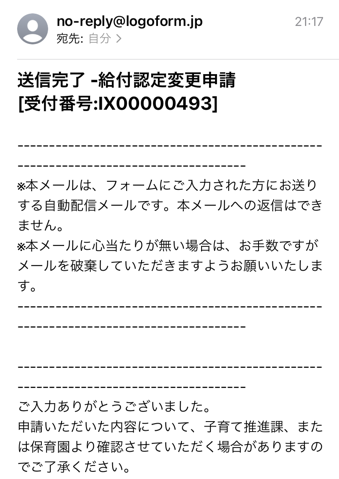 no-reply@logoform.jp
21:17
宛先: 自分 >
送信完了 -給付認定変更申請
[受付番号:IX00000493]
----------------------------------------------
----------------------------------
※本メールは、フォームにご入力された方にお送り
する自動配信メールです。本メールへの返信はでき
ません。
※本メールに心当たりが無い場合は、お手数ですが
メールを破棄していただきますようお願いいたしま
す。
----------------------------------------------
----------------------------------
----------------------------------------------
----------------------------------
ご入力ありがとうございました。
申請いただいた内容について、子育て推進課、また
は保育園より確認させていただく場合がありますの
でご了承ください。